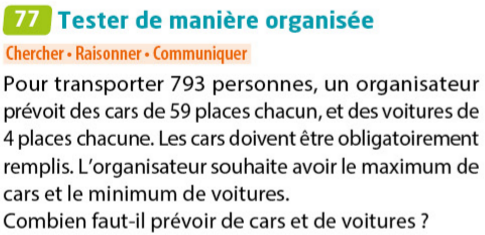 77 Tester de manière organisée
Chercher • Raisonner • Communiquer
Pour transporter 793 personnes, un organisateur
prévoit des cars de 59 places chacun, et des voitures de
4 places chacune. Les cars doivent être obligatoirement
remplis. L'organisateur souhaite avoir le maximum de
cars et le minimum de voitures.
Combien faut-il prévoir de cars et de voitures ?